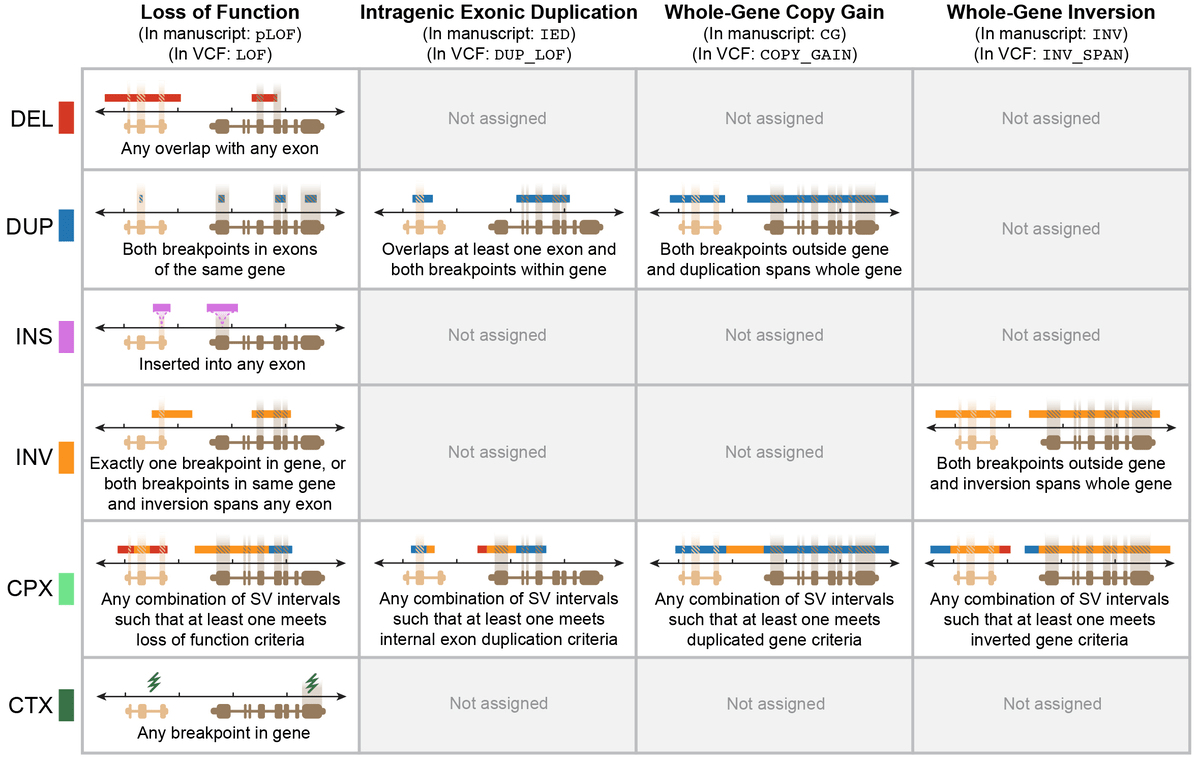 Loss of Function
(In manuscript: pLOF)
(In VCF: LOF)
Intragenic Exonic Duplication
(In manuscript: IED)
(In VCF: DUP_LOF)
Whole-Gene Copy Gain
(In manuscript: CG)
(In VCF: COPY_GAIN)
Whole-Gene Inversion
(In manuscript: INV)
(In VCF: INV_SPAN)
DEL
Any overlap with any exon
Not assigned
Not assigned
Not assigned
DUP
Both breakpoints in exons
of the same gene
Overlaps at least one exon and
both breakpoints within gene
Both breakpoints outside gene
and duplication spans whole gene
Not assigned
INS
Inserted into any exon
Not assigned
Not assigned
Not assigned
INV
Exactly one breakpoint in gene, or
both breakpoints in same gene
and inversion spans any exon
Not assigned
Not assigned
Both breakpoints outside gene
and inversion spans whole gene
CPX
Any combination of SV intervals
such that at least one meets
loss of function criteria
Any combination of SV intervals
such that at least one meets
internal exon duplication criteria
Any combination of SV intervals
such that at least one meets
duplicated gene criteria
Any combination of SV intervals
such that at least one meets
inverted gene criteria
CTX
Any breakpoint in gene
Not assigned
Not assigned
Not assigned